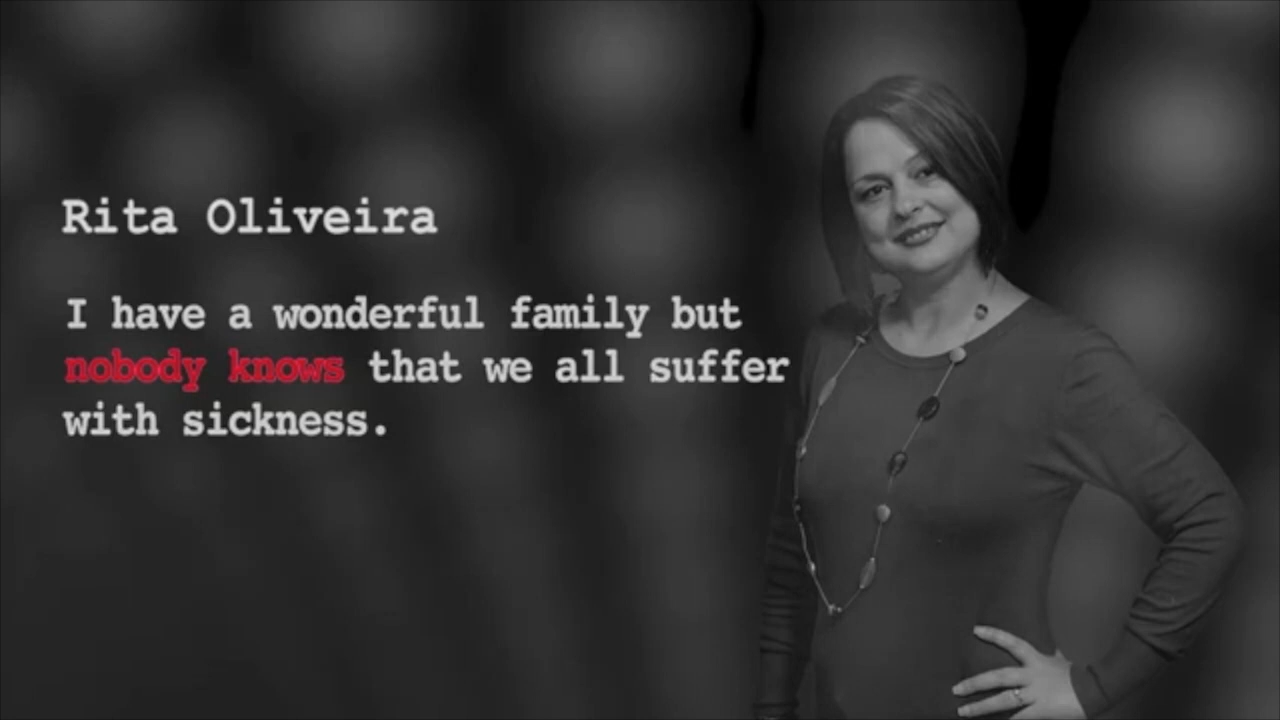 Rita Oliveira
I have a wonderful family but
nobody knows that we all suffer
with sickness.